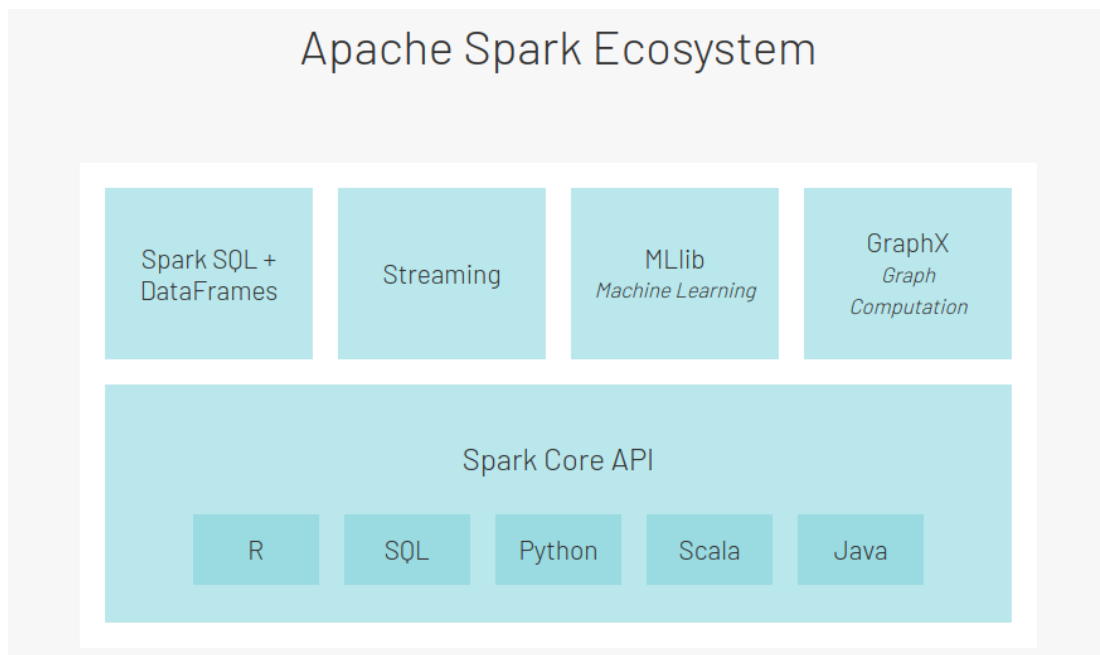 Apache Spark Ecosystem
Spark SQL +
DataFrames
Streaming
MLlib
Machine Learning
GraphX
Graph
Computation
Spark Core API
R
SQL
Python
Scala
Java